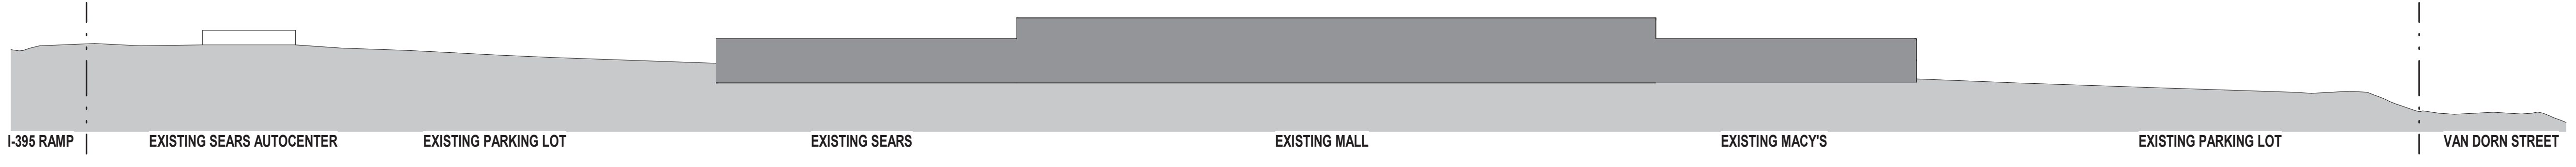 I-395 RAMP
EXISTING SEARS AUTOCENTER
EXISTING PARKING LOT
EXISTING SEARS
EXISTING MALL
EXISTING MACY'S
EXISTING PARKING LOT
VAN DORN STREET